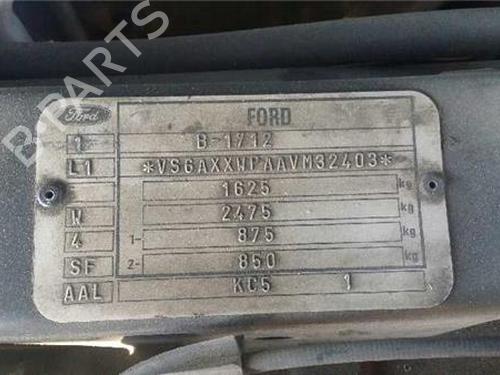 B-PARTS
Ford
FORD
1 B-1712
L1 *VS6AXXWPAAVM32403*
1625 kg
W 2475 kg
4 1- 875 kg
SF 2- 850 kg
AAL KC5 1